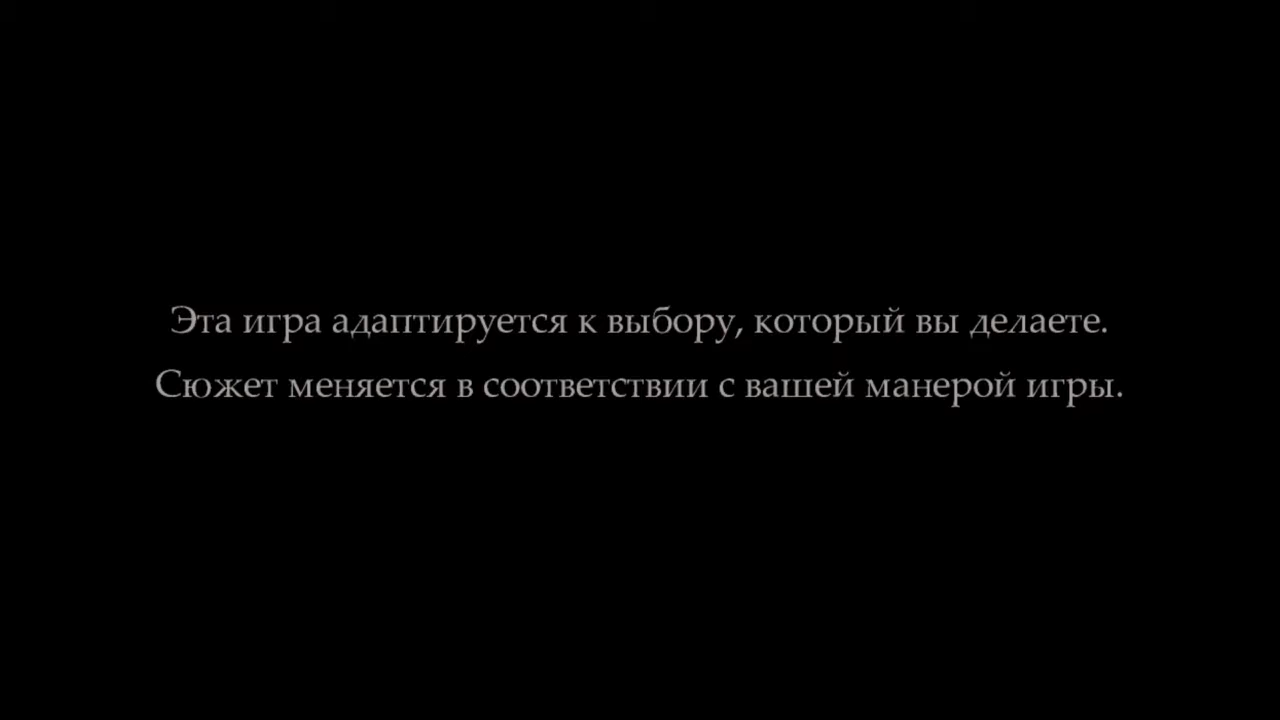 Эта игра адаптируется к выбору, который вы делаете.
Сюжет меняется в соответствии с вашей манерой игры.